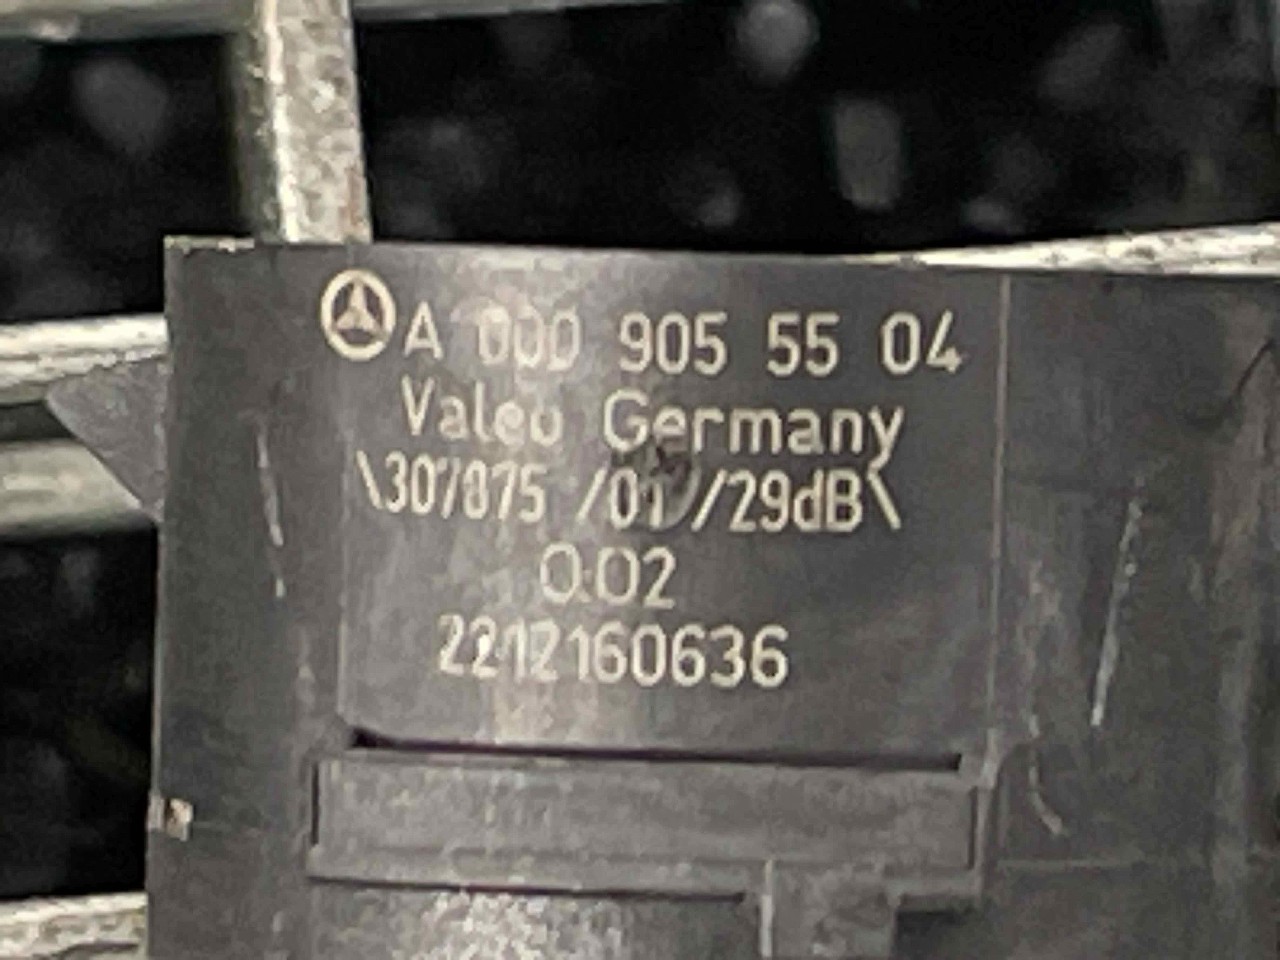 A 000 905 55 04
Valeo Germany
\307875 /01 /29dB\
Q:02
2212160636